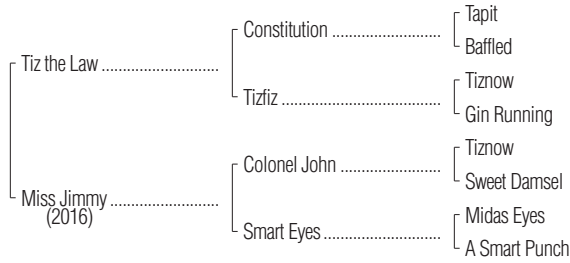 Tapit
Constitution ..........................
Baffled
Tiz the Law ............................
Tiznow
Tizfiz ......................................
Gin Running
Tiznow
Colonel John ........................
Sweet Damsel
Miss Jimmy ..........................
(2016)
Midas Eyes
Smart Eyes ............................
A Smart Punch